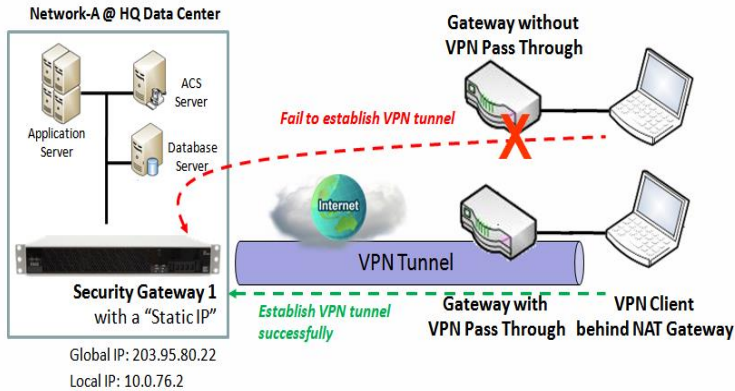 Network-A @ HQ Data Center
Gateway without
VPN Pass Through
ACS
Server
Application
Server
Database
Server
Fail to establish VPN tunnel
X
Internet
VPN Tunnel
Security Gateway 1
with a “Static IP”
Establish VPN tunnel
successfully
Gateway with
VPN Pass Through
VPN Client
behind NAT Gateway
Global IP: 203.95.80.22
Local IP: 10.0.76.2